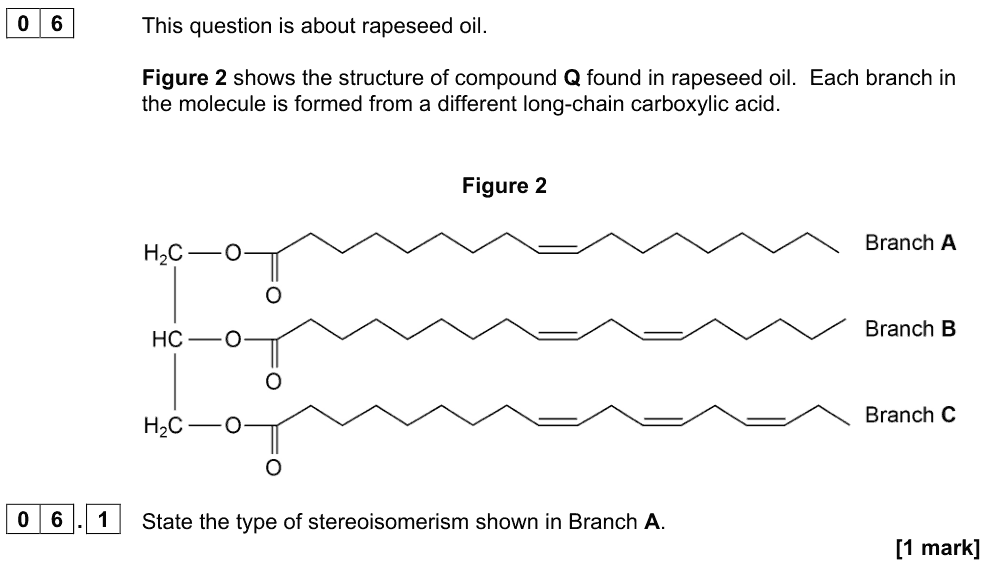 0 6 This question is about rapeseed oil.
Figure 2 shows the structure of compound Q found in rapeseed oil. Each branch in
the molecule is formed from a different long-chain carboxylic acid.
Figure 2
H₂C O Branch A
O
HC O Branch B
O
H₂C O Branch C
O
0 6 . 1 State the type of stereoisomerism shown in Branch A.
[1 mark]